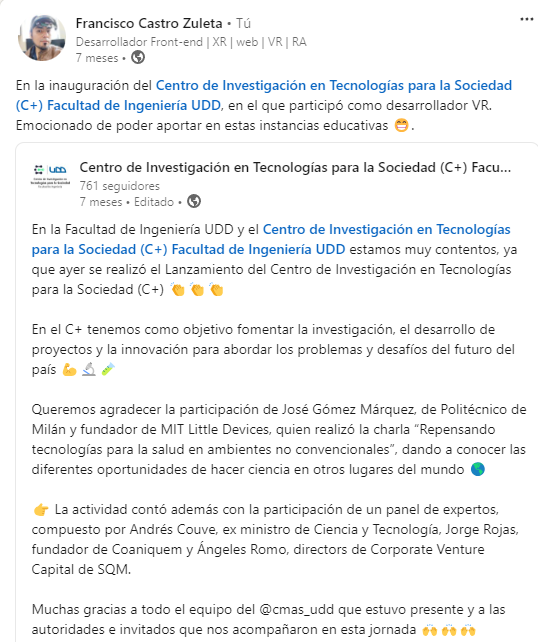 Francisco Castro Zuleta • Tú
Desarrollador Front-end | XR | web | VR | RA
7 meses •
En la inauguración del Centro de Investigación en Tecnologías para la Sociedad
(C+) Facultad de Ingeniería UDD, en el que participó como desarrollador VR.
Emocionado de poder aportar en estas instancias educativas 😁.
UDD
Centro de Investigación en Tecnologías para la Sociedad (C+) Facu...
761 seguidores
7 meses • Editado •
En la Facultad de Ingeniería UDD y el Centro de Investigación en Tecnologías
para la Sociedad (C+) Facultad de Ingeniería UDD estamos muy contentos, ya
que ayer se realizó el Lanzamiento del Centro de Investigación en Tecnologías
para la Sociedad (C+) 👏 👏 👏
En el C+ tenemos como objetivo fomentar la investigación, el desarrollo de
proyectos y la innovación para abordar los problemas y desafíos del futuro del
país 💪 🔬 🧪
Queremos agradecer la participación de José Gómez Márquez, de Politécnico de
Milán y fundador de MIT Little Devices, quien realizó la charla “Repensando
tecnologías para la salud en ambientes no convencionales”, dando a conocer las
diferentes oportunidades de hacer ciencia en otros lugares del mundo 🌎
👉 La actividad contó además con la participación de un panel de expertos,
compuesto por Andrés Couve, ex ministro de Ciencia y Tecnología, Jorge Rojas,
fundador de Coaniquem y Ángeles Romo, directors de Corporate Venture
Capital de SQM.
Muchas gracias a todo el equipo del @cmas_udd que estuvo presente y a las
autoridades e invitados que nos acompañaron en esta jornada 🙌 🙌 🙌